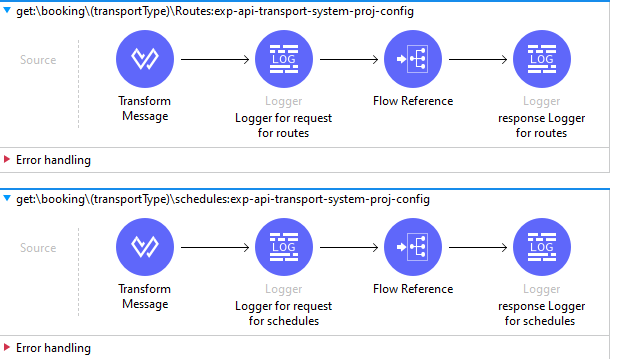 get:\booking\(transportType)\Routes:exp-api-transport-system-proj-config
Source
LOG
LOG
Transform
Message
Logger
Logger for request
for routes
Flow Reference
Logger
response Logger
for routes
Error handling
get:\booking\(transportType)\schedules:exp-api-transport-system-proj-config
Source
LOG
LOG
Transform
Message
Logger
Logger for request
for schedules
Flow Reference
Logger
response Logger
for schedules
Error handling